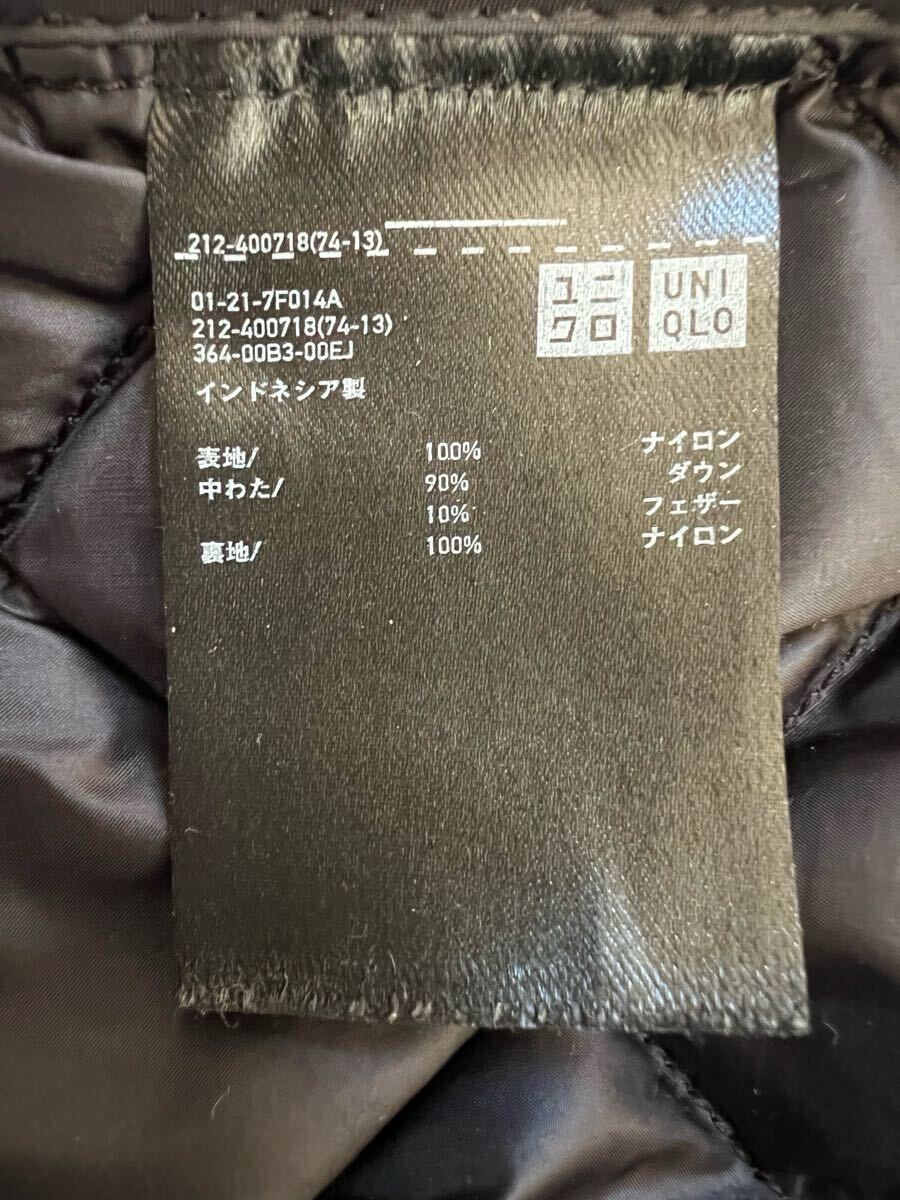 212-400718(74-13)
ユニ
クロ
UNI
QLO
01-21-7F014A
212-400718(74-13)
364-00B3-00EJ
インドネシア製
表地/ 100% ナイロン
中わた/ 90% ダウン
10% フェザー
裏地/ 100% ナイロン